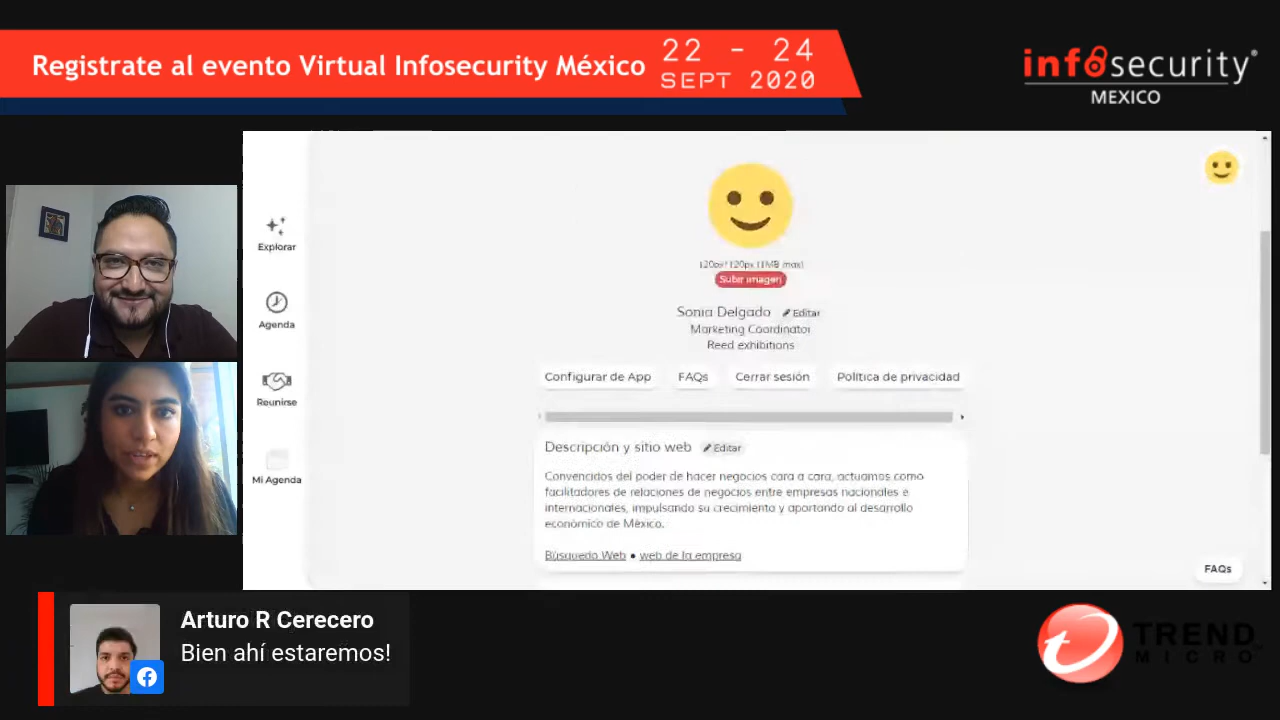 Registrate al evento Virtual Infosecurity México
22 - 24
SEPT 2020
infosecurity®
MEXICO
Explorar
Agenda
Reunirse
Mi Agenda
120px*120px (1MB max)
Subir imagen
Sonia Delgado Editar
Marketing Coordinator
Reed exhibitions
Configurar de App FAQs Cerrar sesión Política de privacidad
Descripción y sitio web Editar
Convencidos del poder de hacer negocios cara a cara, actuamos como
facilitadores de relaciones de negocios entre empresas nacionales e
internacionales, impulsando su crecimiento y aportando al desarrollo
económico de México.
Búsqueda Web • web de la empresa
FAQs
Arturo R Cerecero
Bien ahí estaremos!
TREND
MICRO